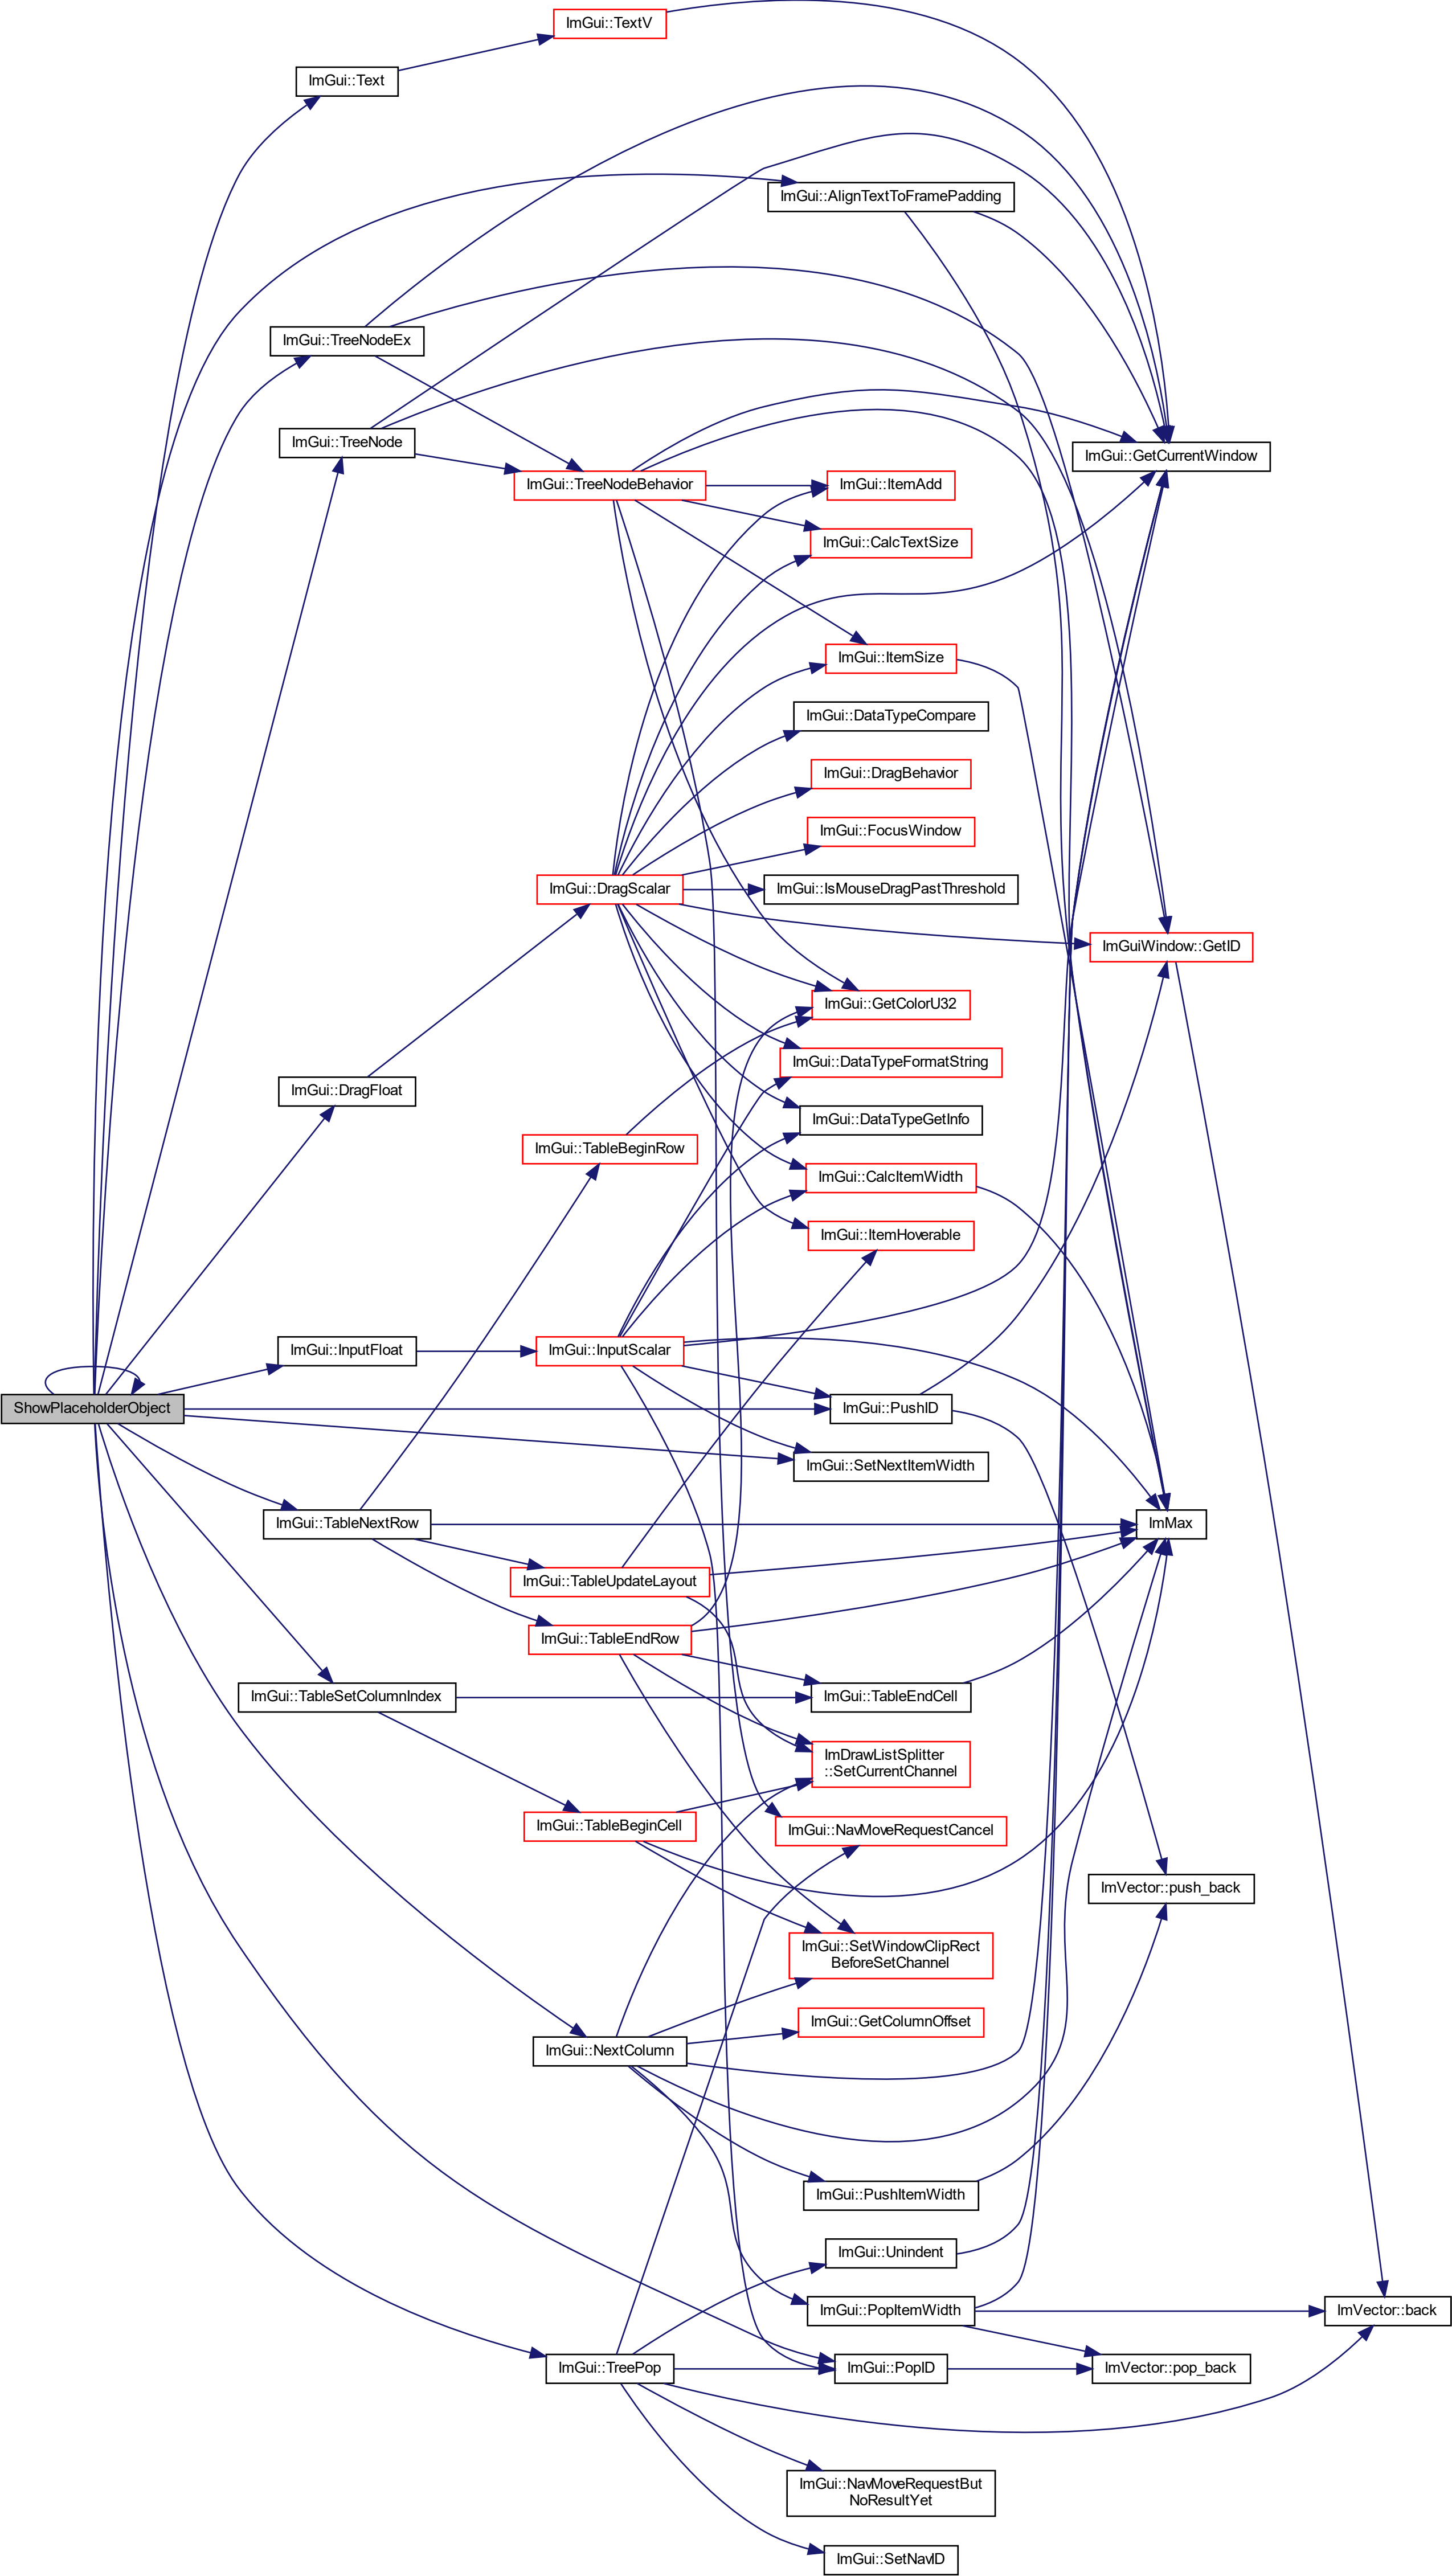 ImGui::TextV
ImGui::Text
ImGui::AlignTextToFramePadding
ImGui::TreeNodeEx
ImGui::TreeNode
ImGui::GetCurrentWindow
ImGui::TreeNodeBehavior
ImGui::ItemAdd
ImGui::CalcTextSize
ImGui::ItemSize
ImGui::DataTypeCompare
ImGui::DragBehavior
ImGui::FocusWindow
ImGui::DragScalar
ImGui::IsMouseDragPastThreshold
ImGuiWindow::GetID
ImGui::GetColorU32
ImGui::DataTypeFormatString
ImGui::DragFloat
ImGui::DataTypeGetInfo
ImGui::TableBeginRow
ImGui::CalcItemWidth
ImGui::ItemHoverable
ImGui::InputFloat
ImGui::InputScalar
ShowPlaceholderObject
ImGui::PushID
ImGui::SetNextItemWidth
ImGui::TableNextRow
ImMax
ImGui::TableUpdateLayout
ImGui::TableEndRow
ImGui::TableSetColumnIndex
ImGui::TableEndCell
ImDrawListSplitter
::SetCurrentChannel
ImGui::TableBeginCell
ImGui::NavMoveRequestCancel
ImVector::push_back
ImGui::SetWindowClipRect
BeforeSetChannel
ImGui::GetColumnOffset
ImGui::NextColumn
ImGui::PushItemWidth
ImGui::Unindent
ImGui::PopItemWidth
ImVector::back
ImGui::TreePop
ImGui::PopID
ImVector::pop_back
ImGui::NavMoveRequestBut
NoResultYet
ImGui::SetNavID